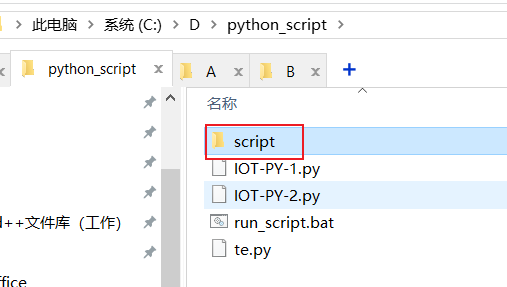 此电脑 > 系统 (C:) > D > python_script >
python_script × A × B × +
名称
script
IOT-PY-1.py
IOT-PY-2.py
d++文件库（工作）
run_script.bat
te.py
ffice